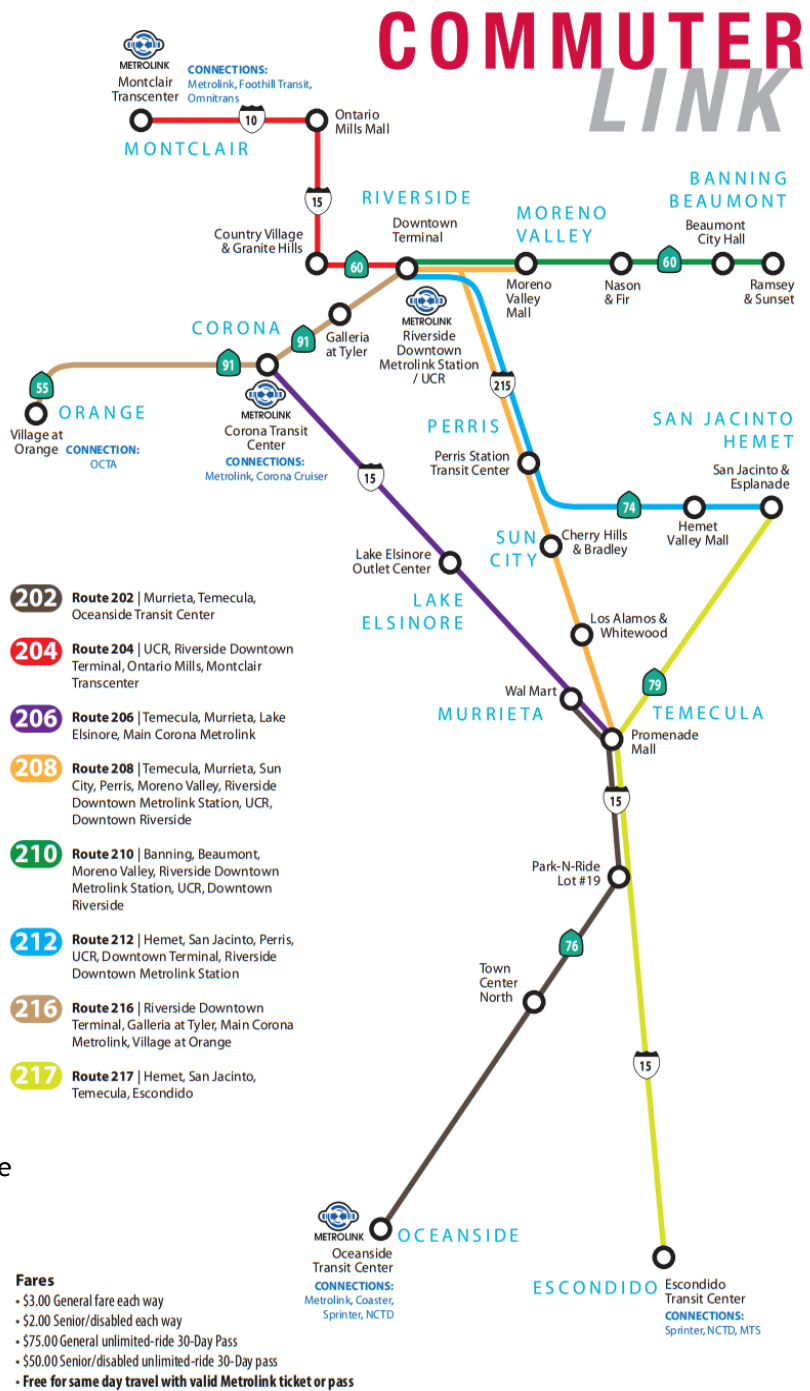 COMMUTER
LINK
METROLINK
Montclair
Transcenter
CONNECTIONS:
Metrolink, Foothill Transit,
Omnitrans
10
Ontario
Mills Mall
MONTCLAIR
15
RIVERSIDE
Downtown
Terminal
Country Village
& Granite Hills
60
MORENO
VALLEY
Moreno
Valley
Mall
BANNING
BEAUMONT
Beaumont
City Hall
Nason
& Fir
60
Ramsey
& Sunset
METROLINK
Riverside
Downtown
Metrolink Station
/ UCR
CORONA
91
Galleria
at Tyler
91
55
ORANGE
Village at
Orange
CONNECTION:
OCTA
METROLINK
Corona Transit
Center
CONNECTIONS:
Metrolink, Corona Cruiser
215
PERRIS
Perris Station
Transit Center
SAN JACINTO
HEMET
San Jacinto &
Esplanade
74
Hemet
Valley Mall
15
SUN
CITY
Cherry Hills
& Bradley
Lake Elsinore
Outlet Center
LAKE
ELSINORE
Los Alamos &
Whitewood
79
Wal Mart
MURRIETA
TEMECULA
Promenade
Mall
15
Park-N-Ride
Lot #19
76
Town
Center
North
15
202 Route 202 | Murrieta, Temecula,
Oceanside Transit Center
204 Route 204 | UCR, Riverside Downtown
Terminal, Ontario Mills, Montclair
Transcenter
206 Route 206 | Temecula, Murrieta, Lake
Elsinore, Main Corona Metrolink
208 Route 208 | Temecula, Murrieta, Sun
City, Perris, Moreno Valley, Riverside
Downtown Metrolink Station, UCR,
Downtown Riverside
210 Route 210 | Banning, Beaumont,
Moreno Valley, Riverside Downtown
Metrolink Station, UCR, Downtown
Riverside
212 Route 212 | Hemet, San Jacinto, Perris,
UCR, Downtown Terminal, Riverside
Downtown Metrolink Station
216 Route 216 | Riverside Downtown
Terminal, Galleria at Tyler, Main Corona
Metrolink, Village at Orange
217 Route 217 | Hemet, San Jacinto,
Temecula, Escondido
e
METROLINK
OCEANSIDE
Oceanside
Transit Center
CONNECTIONS:
Metrolink, Coaster,
Sprinter, NCTD
ESCONDIDO
Escondido
Transit Center
CONNECTIONS:
Sprinter, NCTD, MTS
Fares
• $3.00 General fare each way
• $2.00 Senior/disabled each way
• $75.00 General unlimited-ride 30-Day Pass
• $50.00 Senior/disabled unlimited-ride 30-Day pass
• Free for same day travel with valid Metrolink ticket or pass